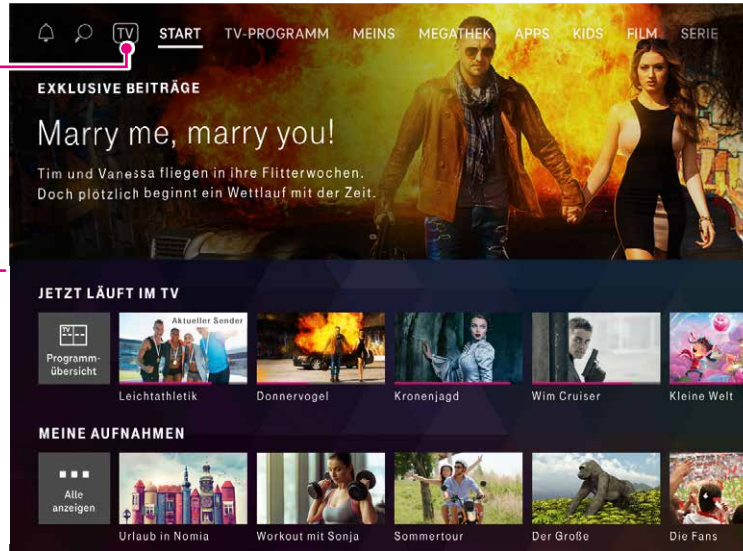 TV START TV-PROGRAMM MEINS MEGATHEK APPS KIDS FILM SERIE
EXKLUSIVE BEITRÄGE
Marry me, marry you!
Tim und Vanessa fliegen in ihre Flitterwochen.
Doch plötzlich beginnt ein Wettlauf mit der Zeit.
JETZT LÄUFT IM TV
TV
Programm-
übersicht
Aktueller Sender
Leichtathletik Donnervogel Kronenjagd Wim Cruiser Kleine Welt
MEINE AUFNAHMEN
Alle
anzeigen
Urlaub in Nomia Workout mit Sonja Sommertour Der Große Die Fans